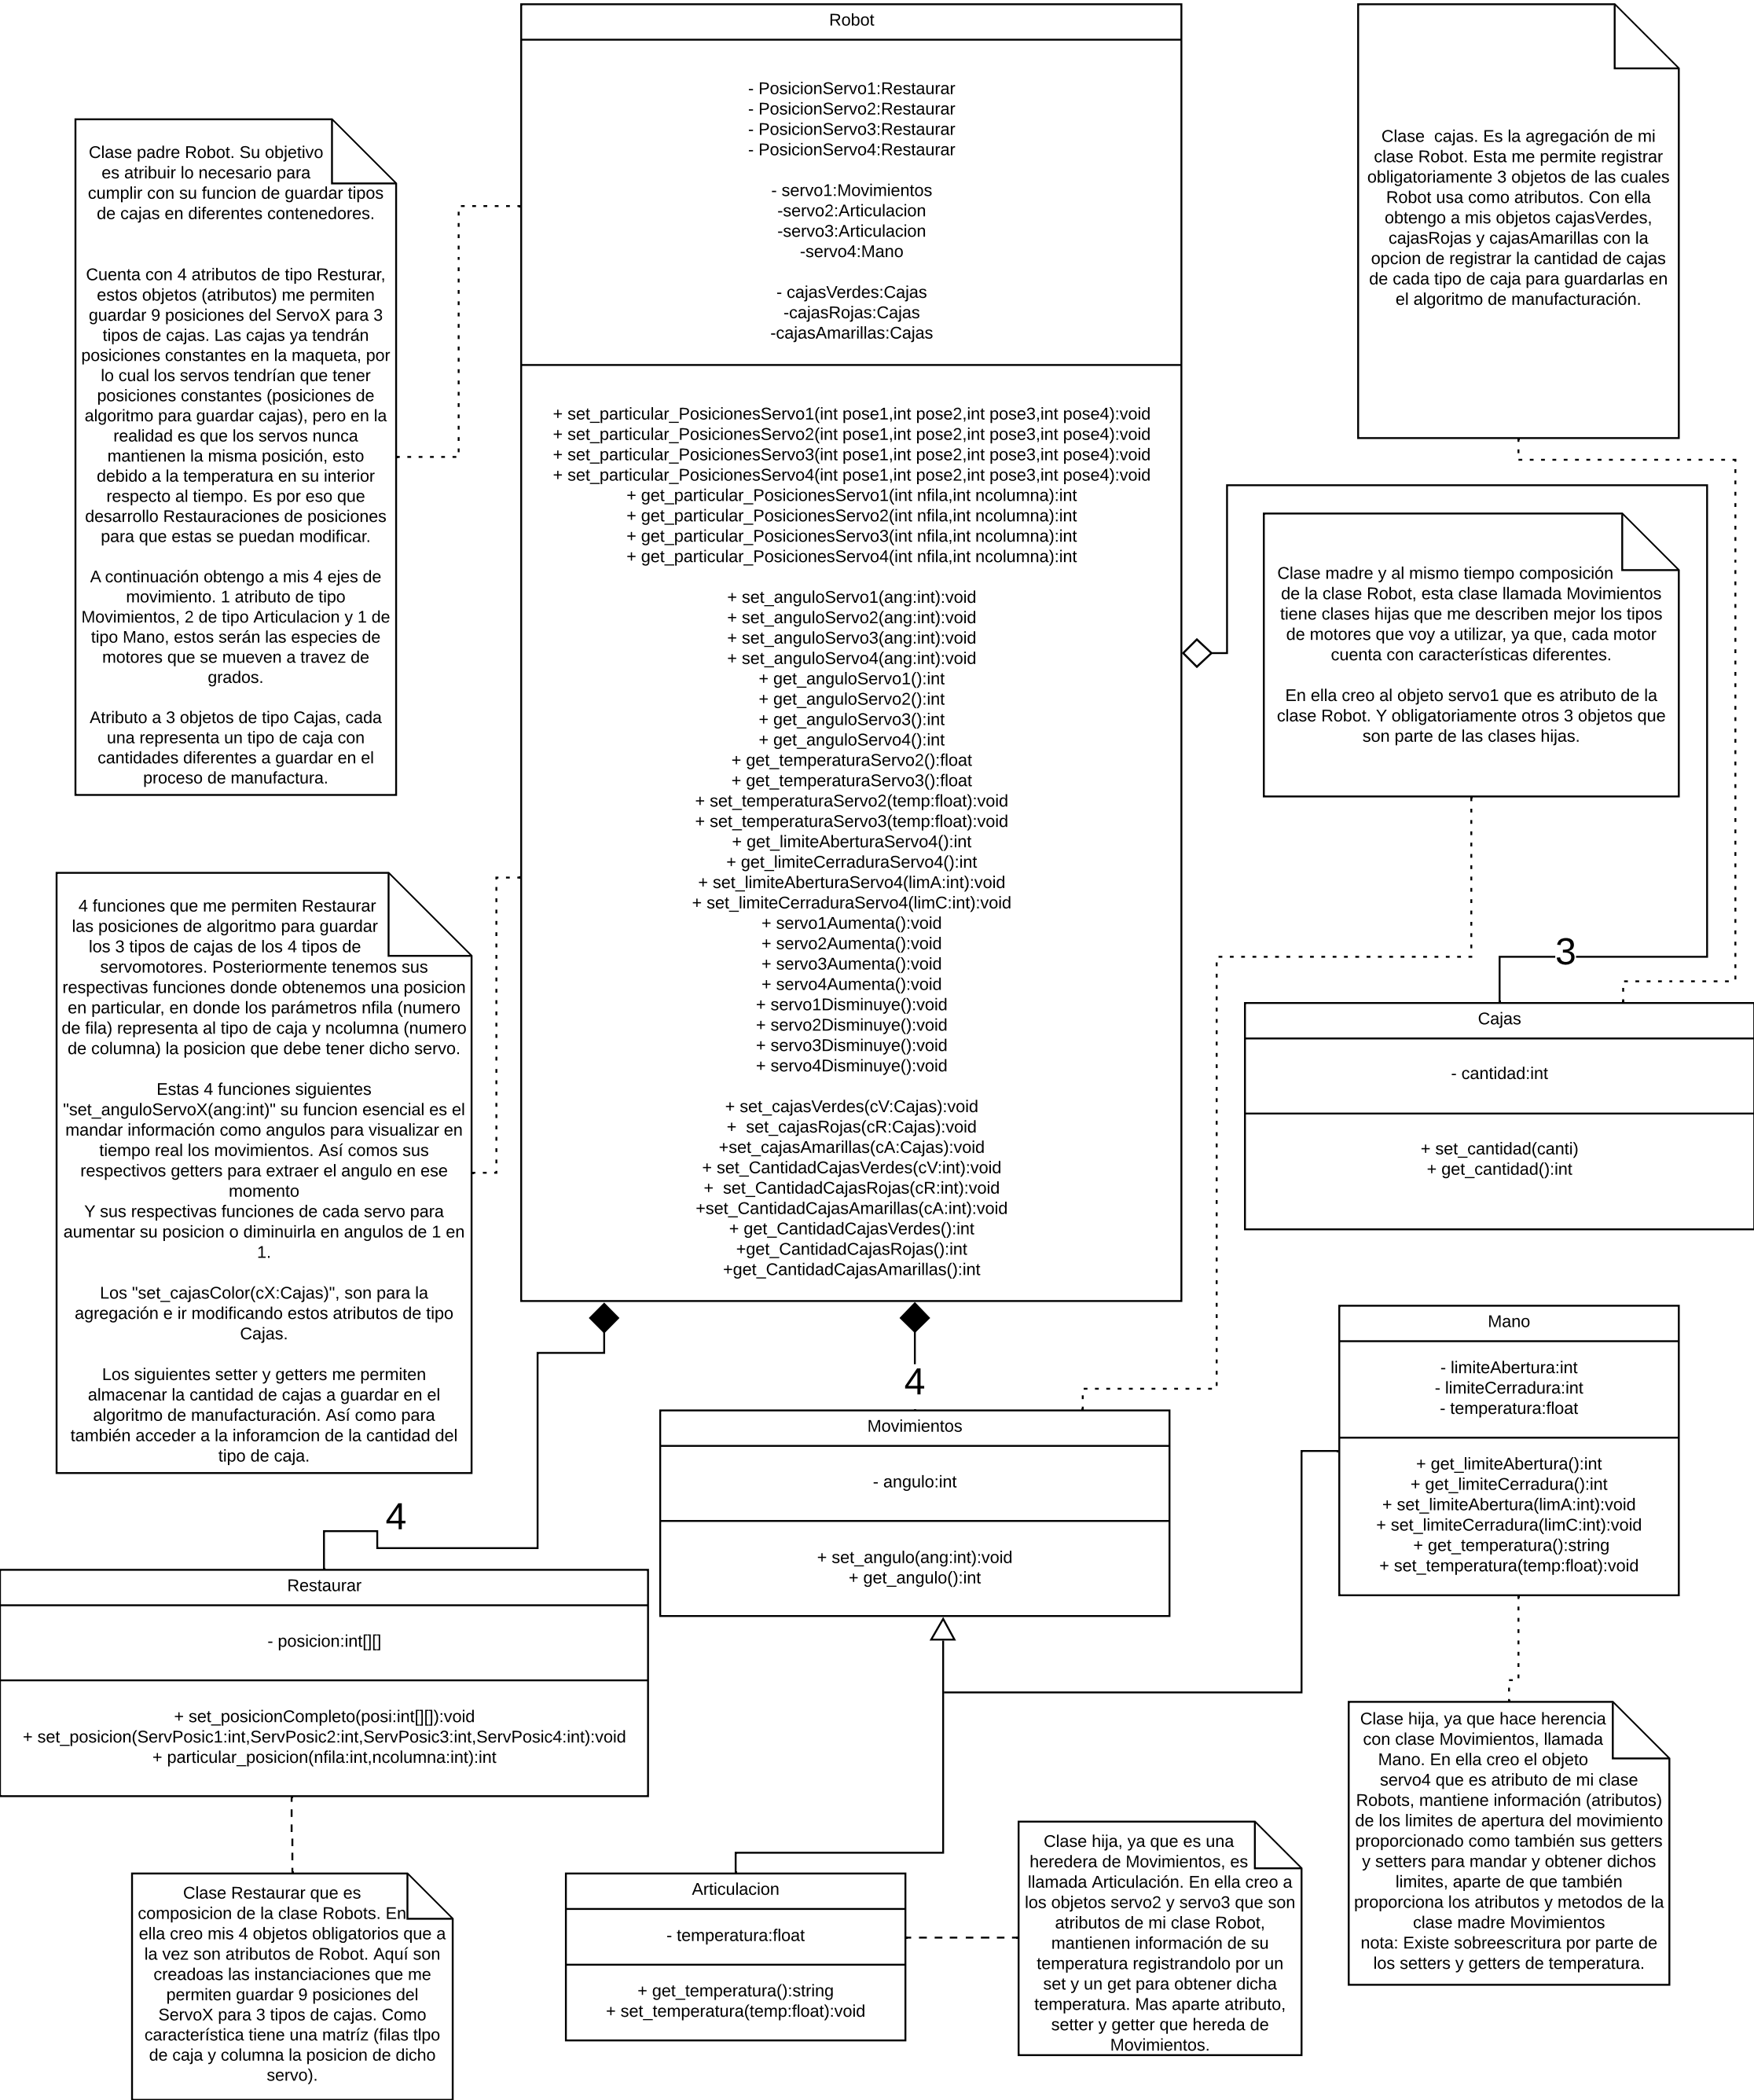 Robot
- PosicionServo1:Restaurar
- PosicionServo2:Restaurar
- PosicionServo3:Restaurar
- PosicionServo4:Restaurar
- servo1:Movimientos
-servo2:Articulacion
-servo3:Articulacion
-servo4:Mano
- cajasVerdes:Cajas
-cajasRojas:Cajas
-cajasAmarillas:Cajas
+ set_particular_PosicionesServo1(int pose1,int pose2,int pose3,int pose4):void
+ set_particular_PosicionesServo2(int pose1,int pose2,int pose3,int pose4):void
+ set_particular_PosicionesServo3(int pose1,int pose2,int pose3,int pose4):void
+ set_particular_PosicionesServo4(int pose1,int pose2,int pose3,int pose4):void
+ get_particular_PosicionesServo1(int nfila,int ncolumna):int
+ get_particular_PosicionesServo2(int nfila,int ncolumna):int
+ get_particular_PosicionesServo3(int nfila,int ncolumna):int
+ get_particular_PosicionesServo4(int nfila,int ncolumna):int
+ set_anguloServo1(ang:int):void
+ set_anguloServo2(ang:int):void
+ set_anguloServo3(ang:int):void
+ set_anguloServo4(ang:int):void
+ get_anguloServo1():int
+ get_anguloServo2():int
+ get_anguloServo3():int
+ get_anguloServo4():int
+ get_temperaturaServo2():float
+ get_temperaturaServo3():float
+ set_temperaturaServo2(temp:float):void
+ set_temperaturaServo3(temp:float):void
+ get_limiteAberturaServo4():int
+ get_limiteCerraduraServo4():int
+ set_limiteAberturaServo4(limA:int):void
+ set_limiteCerraduraServo4(limC:int):void
+ servo1Aumenta():void
+ servo2Aumenta():void
+ servo3Aumenta():void
+ servo4Aumenta():void
+ servo1Disminuye():void
+ servo2Disminuye():void
+ servo3Disminuye():void
+ servo4Disminuye():void
+ set_cajasVerdes(cV:Cajas):void
+  set_cajasRojas(cR:Cajas):void
+set_cajasAmarillas(cA:Cajas):void
+ set_CantidadCajasVerdes(cV:int):void
+  set_CantidadCajasRojas(cR:int):void
+set_CantidadCajasAmarillas(cA:int):void
+ get_CantidadCajasVerdes():int
+get_CantidadCajasRojas():int
+get_CantidadCajasAmarillas():int
Clase padre Robot. Su objetivo
es atribuir lo necesario para
cumplir con su funcion de guardar tipos
de cajas en diferentes contenedores.
Cuenta con 4 atributos de tipo Resturar,
estos objetos (atributos) me permiten
guardar 9 posiciones del ServoX para 3
tipos de cajas. Las cajas ya tendrán
posiciones constantes en la maqueta, por
lo cual los servos tendrían que tener
posiciones constantes (posiciones de
algoritmo para guardar cajas), pero en la
realidad es que los servos nunca
mantienen la misma posición, esto
debido a la temperatura en su interior
respecto al tiempo. Es por eso que
desarrollo Restauraciones de posiciones
para que estas se puedan modificar.
A continuación obtengo a mis 4 ejes de
movimiento. 1 atributo de tipo
Movimientos, 2 de tipo Articulacion y 1 de
tipo Mano, estos serán las especies de
motores que se mueven a travez de
grados.
Atributo a 3 objetos de tipo Cajas, cada
una representa un tipo de caja con
cantidades diferentes a guardar en el
proceso de manufactura.
4 funciones que me permiten Restaurar
las posiciones de algoritmo para guardar
los 3 tipos de cajas de los 4 tipos de
servomotores. Posteriormente tenemos sus
respectivas funciones donde obtenemos una posicion
en particular, en donde los parámetros nfila (numero
de fila) representa al tipo de caja y ncolumna (numero
de columna) la posicion que debe tener dicho servo.
Estas 4 funciones siguientes
"set_anguloServoX(ang:int)" su funcion esencial es el
mandar información como angulos para visualizar en
tiempo real los movimientos. Así comos sus
respectivos getters para extraer el angulo en ese
momento
Y sus respectivas funciones de cada servo para
aumentar su posicion o diminuirla en angulos de 1 en
1.
Los "set_cajasColor(cX:Cajas)", son para la
agregación e ir modificando estos atributos de tipo
Cajas.
Los siguientes setter y getters me permiten
almacenar la cantidad de cajas a guardar en el
algoritmo de manufacturación. Así como para
también acceder a la inforamcion de la cantidad del
tipo de caja.
Clase  cajas. Es la agregación de mi
clase Robot. Esta me permite registrar
obligatoriamente 3 objetos de las cuales
Robot usa como atributos. Con ella
obtengo a mis objetos cajasVerdes,
cajasRojas y cajasAmarillas con la
opcion de registrar la cantidad de cajas
de cada tipo de caja para guardarlas en
el algoritmo de manufacturación.
Clase madre y al mismo tiempo composición
de la clase Robot, esta clase llamada Movimientos
tiene clases hijas que me describen mejor los tipos
de motores que voy a utilizar, ya que, cada motor
cuenta con características diferentes.
En ella creo al objeto servo1 que es atributo de la
clase Robot. Y obligatoriamente otros 3 objetos que
son parte de las clases hijas.
3
Cajas
- cantidad:int
+ set_cantidad(canti)
+ get_cantidad():int
4
Movimientos
- angulo:int
+ set_angulo(ang:int):void
+ get_angulo():int
Mano
- limiteAbertura:int
- limiteCerradura:int
- temperatura:float
+ get_limiteAbertura():int
+ get_limiteCerradura():int
+ set_limiteAbertura(limA:int):void
+ set_limiteCerradura(limC:int):void
+ get_temperatura():string
+ set_temperatura(temp:float):void
4
Restaurar
- posicion:int[][]
+ set_posicionCompleto(posi:int[][]):void
+ set_posicion(ServPosic1:int,ServPosic2:int,ServPosic3:int,ServPosic4:int):void
+ particular_posicion(nfila:int,ncolumna:int):int
Clase Restaurar que es
composicion de la clase Robots. En
ella creo mis 4 objetos obligatorios que a
la vez son atributos de Robot. Aquí son
creadoas las instanciaciones que me
permiten guardar 9 posiciones del
ServoX para 3 tipos de cajas. Como
característica tiene una matríz (filas tIpo
de caja y columna la posicion de dicho
servo).
Articulacion
- temperatura:float
+ get_temperatura():string
+ set_temperatura(temp:float):void
Clase hija, ya que es una
heredera de Movimientos, es
llamada Articulación. En ella creo a
los objetos servo2 y servo3 que son
atributos de mi clase Robot,
mantienen información de su
temperatura registrandolo por un
set y un get para obtener dicha
temperatura. Mas aparte atributo,
setter y getter que hereda de
Movimientos.
Clase hija, ya que hace herencia
con clase Movimientos, llamada
Mano. En ella creo el objeto
servo4 que es atributo de mi clase
Robots, mantiene información (atributos)
de los limites de apertura del movimiento
proporcionado como también sus getters
y setters para mandar y obtener dichos
limites, aparte de que también
proporciona los atributos y metodos de la
clase madre Movimientos
nota: Existe sobreescritura por parte de
los setters y getters de temperatura.